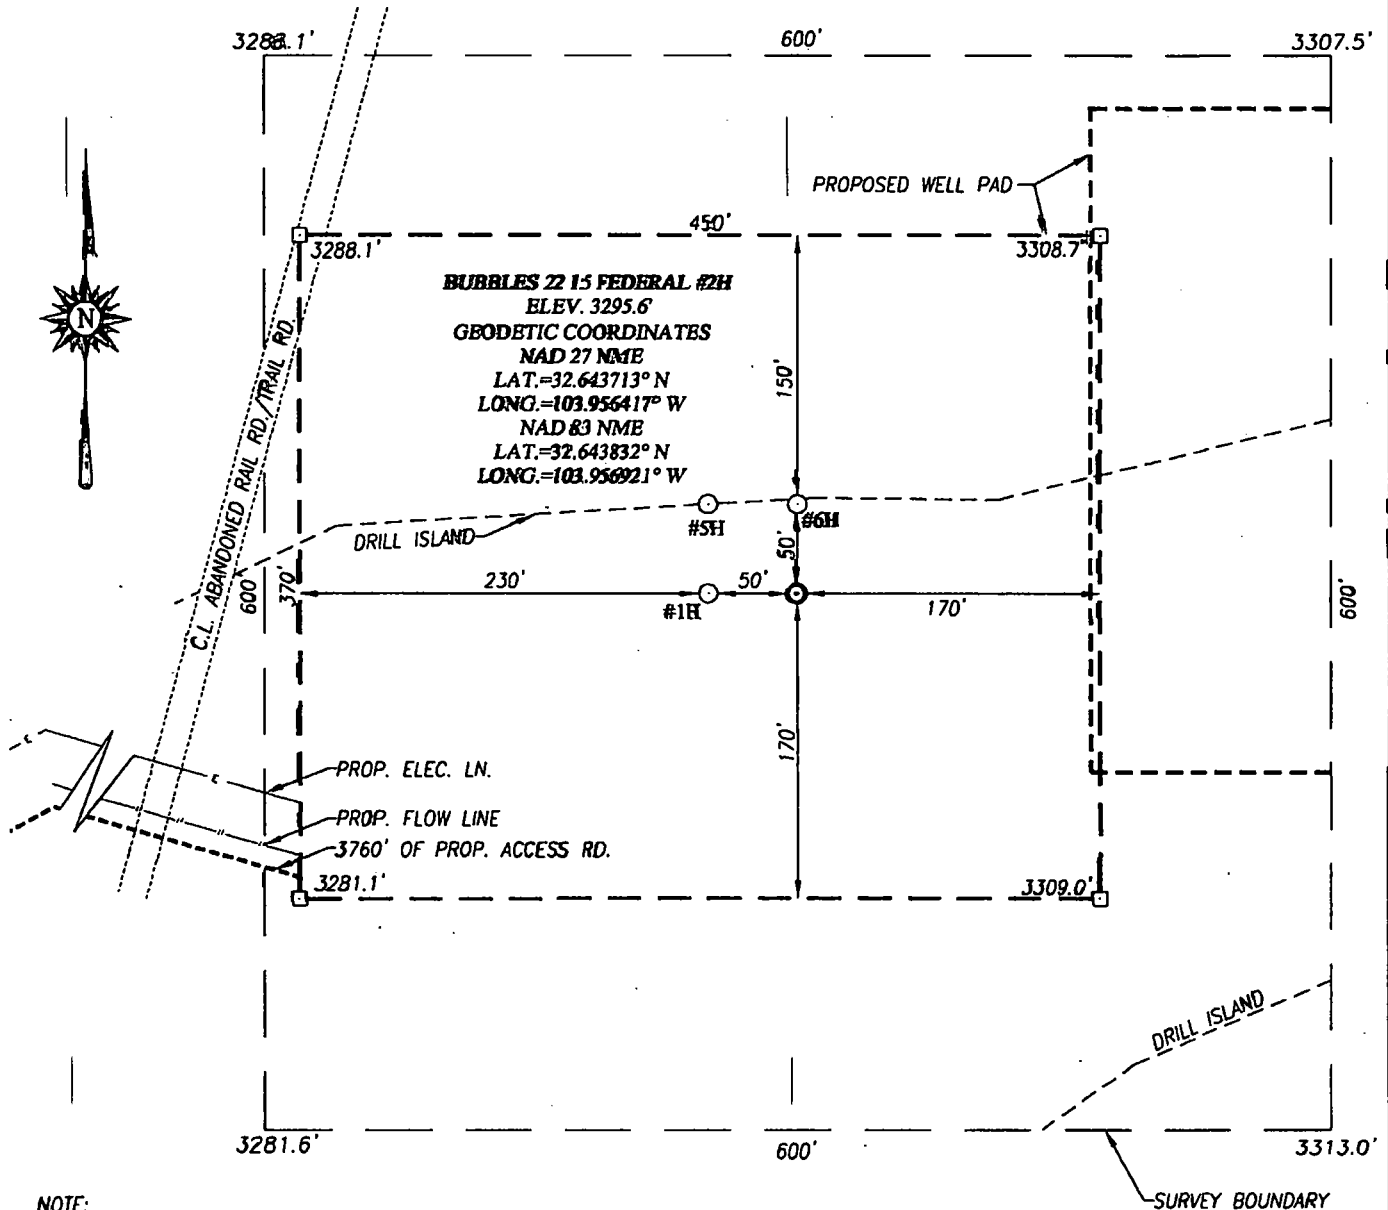 600'
3307.5'
PROPOSED WELL PAD
450'
3288.1'
3308.7'
BUBBLES 22 15 FEDERAL #2H
ELEV. 3295.6'
GEODETIC COORDINATES
NAD 27 NME
LAT.=32.643713° N
LONG.=103.956417° W
NAD 83 NME
LAT.=32.643832° N
LONG.=103.956921° W
N
C.L. ABANDONED RAIL RD./TRAIL RD.
150'
#5H
#6H
DRILL ISLAND
50'
600'
370'
230'
50'
#1H
170'
600'
170'
PROP. ELEC. LN.
PROP. FLOW LINE
3760' OF PROP. ACCESS RD.
3281.1'
3309.0'
DRILL ISLAND
3281.6'
600'
3313.0'
SURVEY BOUNDARY
NOTE: